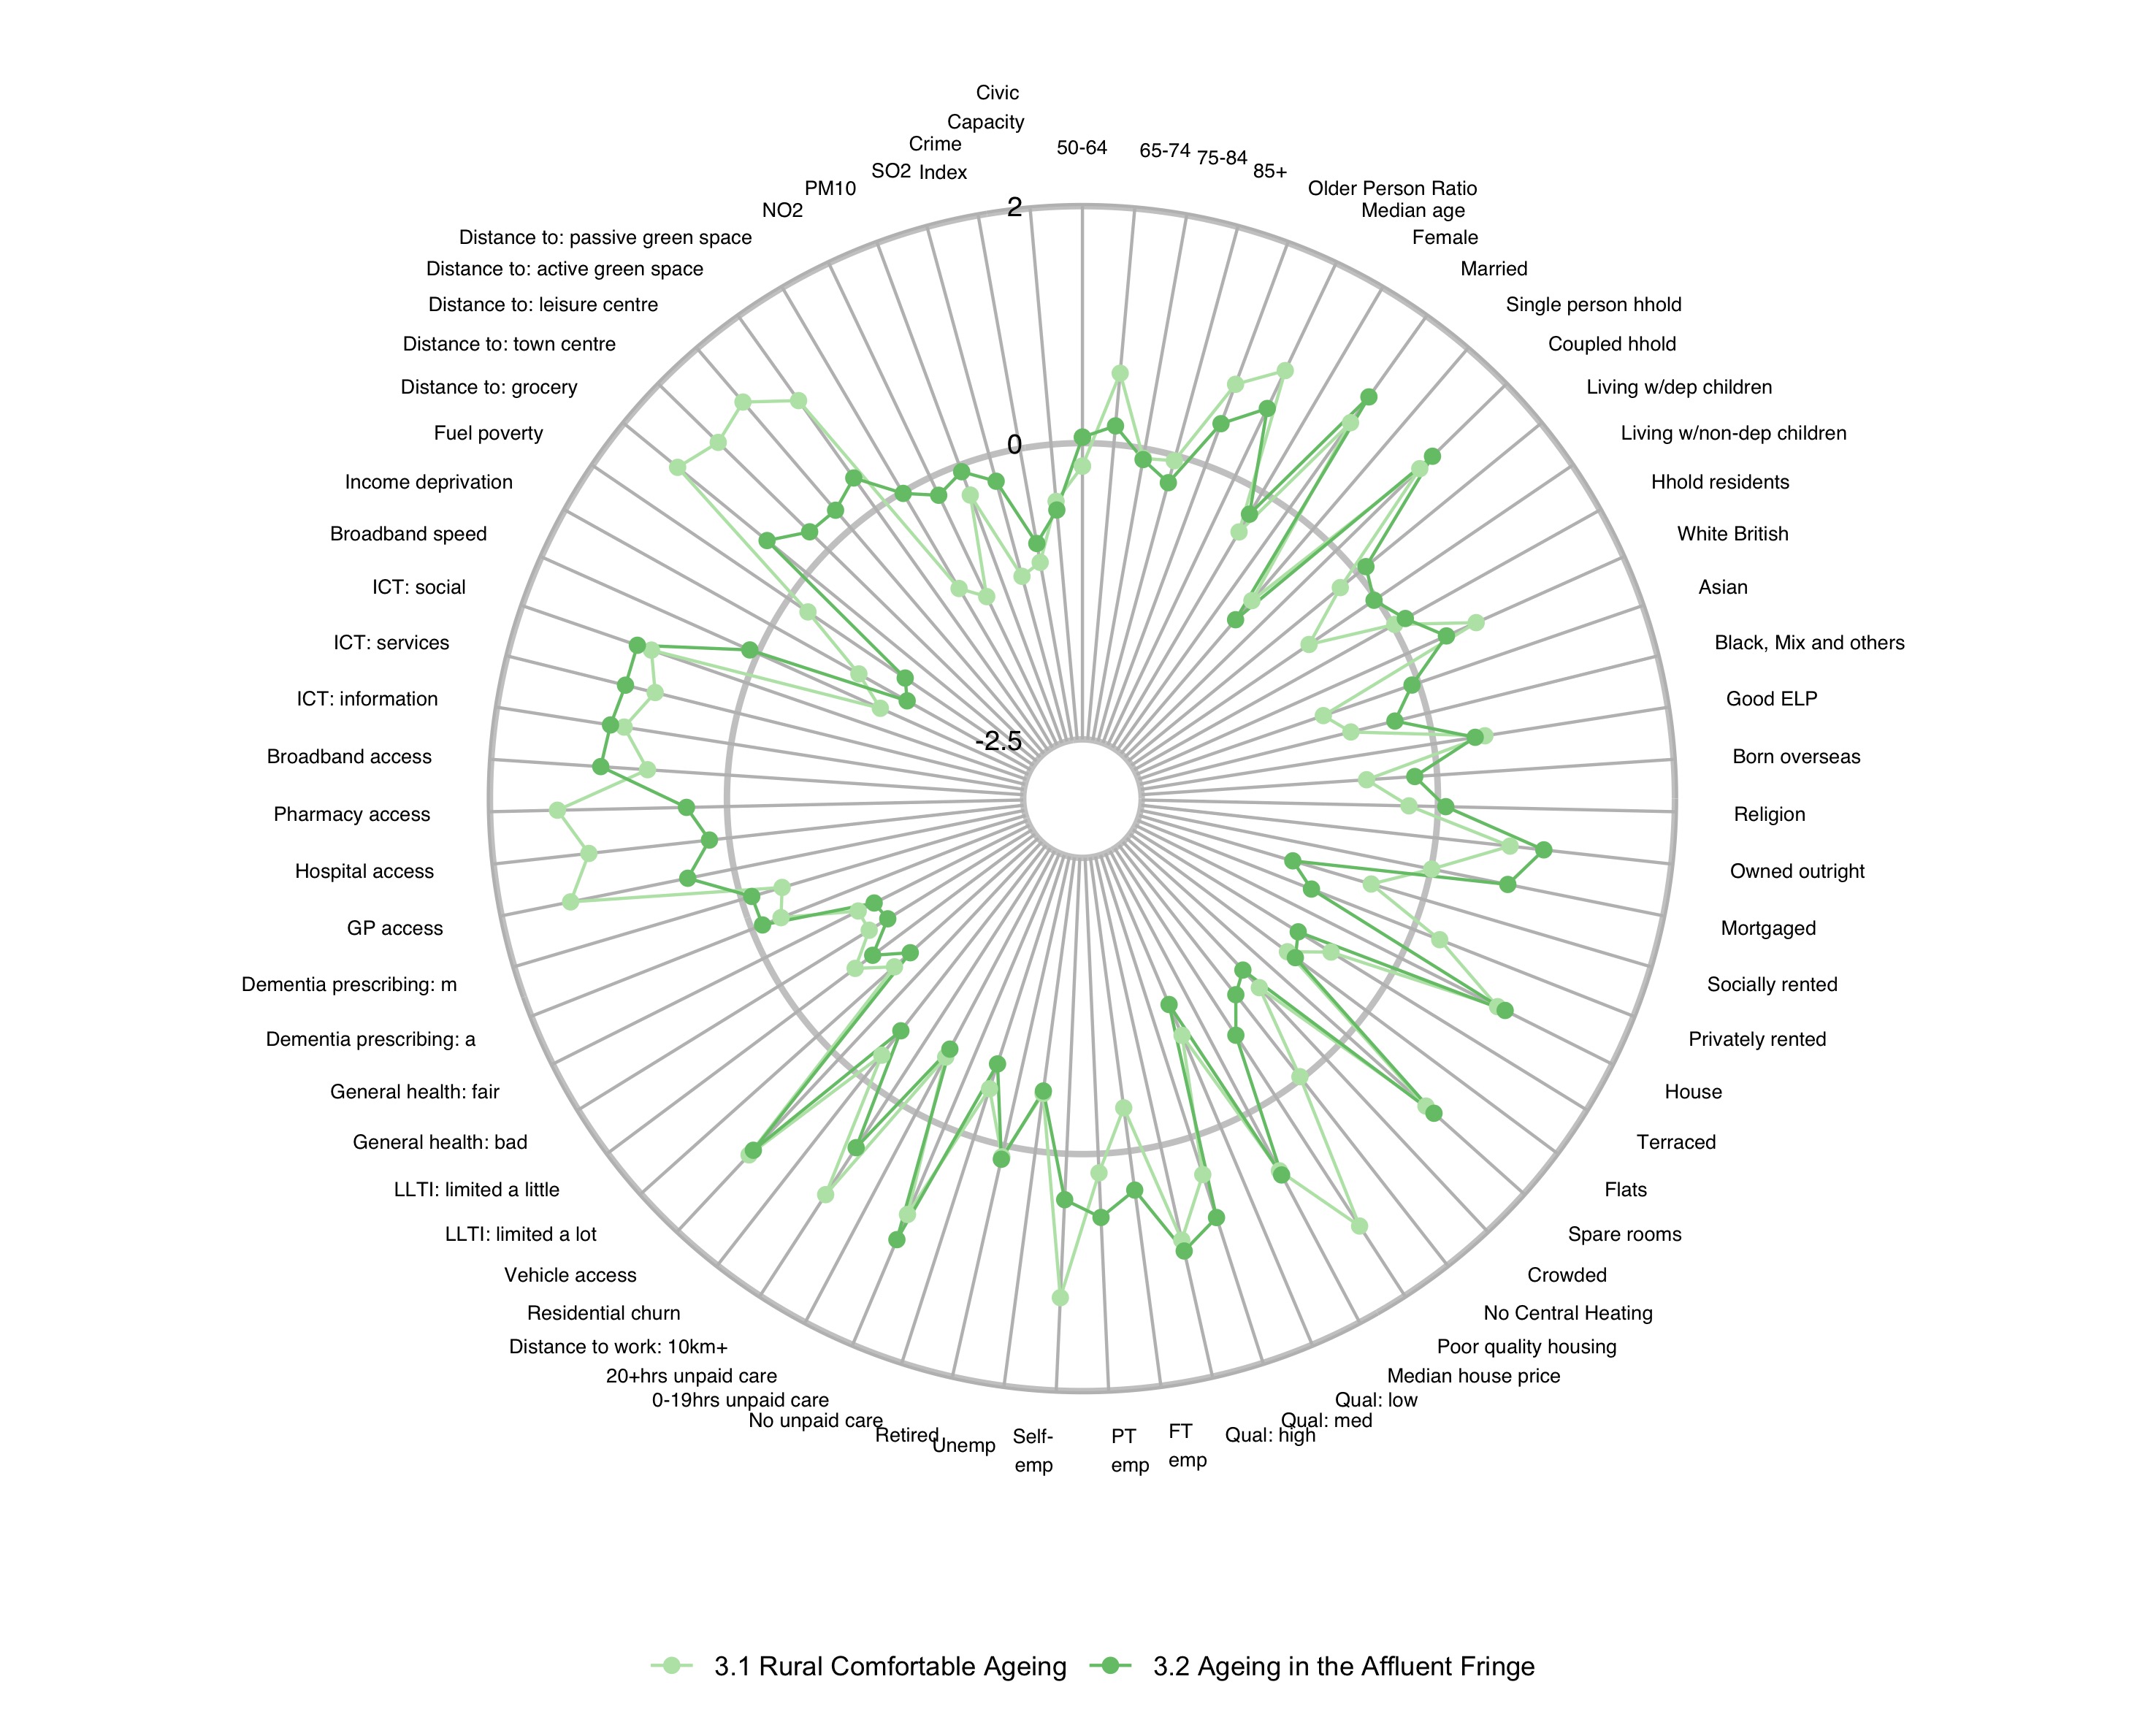 Civic
Capacity
Crime
Index
SO2
PM10
NO2
50-64
65-74
75-84
85+
Older Person Ratio
Median age
Female
Married
Single person hhold
Coupled hhold
Living w/dep children
Living w/non-dep children
Hhold residents
White British
Asian
Black, Mix and others
Good ELP
Born overseas
Religion
Owned outright
Mortgaged
Socially rented
Privately rented
House
Terraced
Flats
Spare rooms
Crowded
No Central Heating
Poor quality housing
Median house price
Qual: low
Qual: med
Qual: high
FT
emp
PT
emp
Self-
emp
Unemp
Retired
No unpaid care
0-19hrs unpaid care
20+hrs unpaid care
Distance to work: 10km+
Residential churn
Vehicle access
LLTI: limited a lot
LLTI: limited a little
General health: bad
General health: fair
Dementia prescribing: a
Dementia prescribing: m
GP access
Hospital access
Pharmacy access
Broadband access
ICT: information
ICT: services
ICT: social
Broadband speed
Income deprivation
Fuel poverty
Distance to: grocery
Distance to: town centre
Distance to: leisure centre
Distance to: active green space
Distance to: passive green space
2
0
-2.5
3.1 Rural Comfortable Ageing
3.2 Ageing in the Affluent Fringe